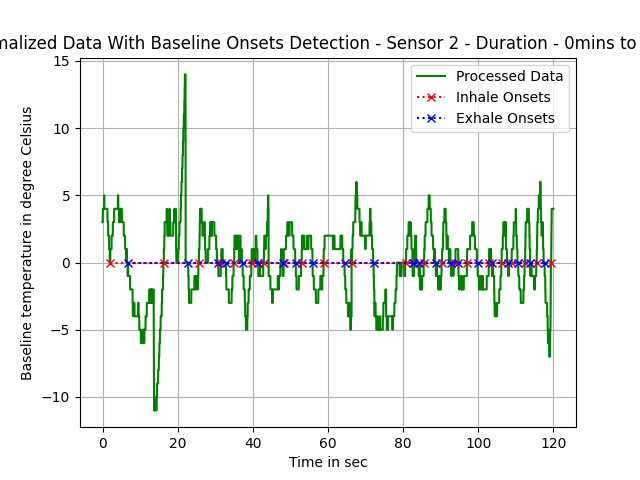 malized Data With Baseline Onsets Detection - Sensor 2 - Duration - 0mins to
Processed Data
Inhale Onsets
Exhale Onsets
Baseline temperature in degree Celsius
15
10
5
0
−5
−10
0
20
40
60
80
100
120
Time in sec